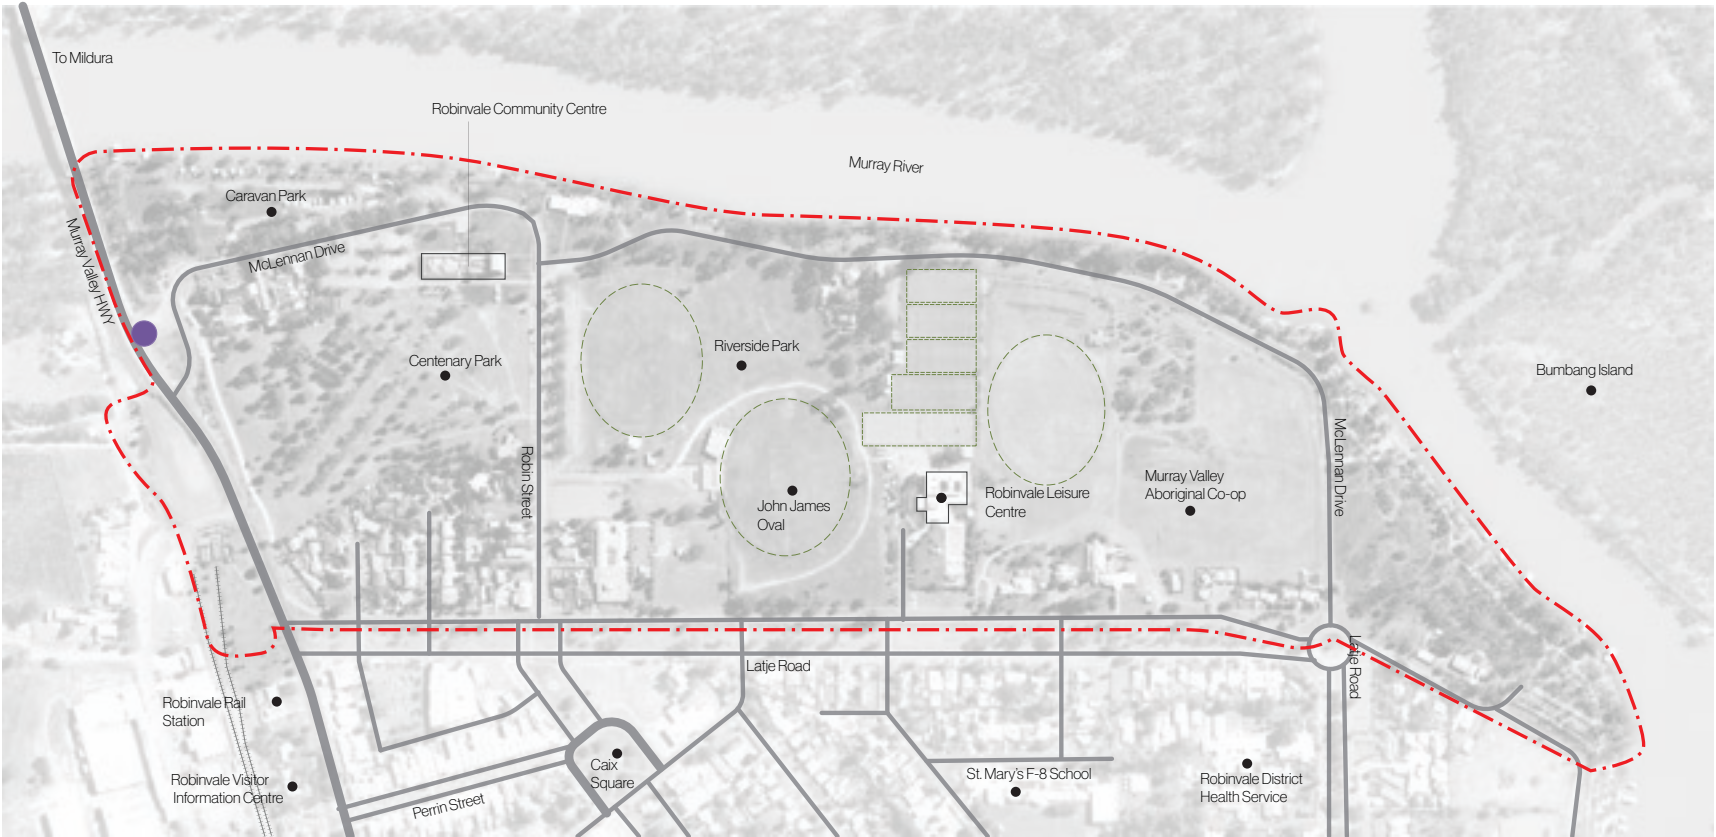 To Mildura
Robinvale Community Centre
Murray River
Caravan Park
Murray Valley HWY
McLennan Drive
Centenary Park
Riverside Park
Bumbang Island
Robin Street
John James
Oval
Robinvale Leisure
Centre
Murray Valley
Aboriginal Co-op
McLennan Drive
Latje Road
Latje Road
Robinvale Rail
Station
Robinvale Visitor
Information Centre
Caix
Square
Perrin Street
St. Mary's F-8 School
Robinvale District
Health Service